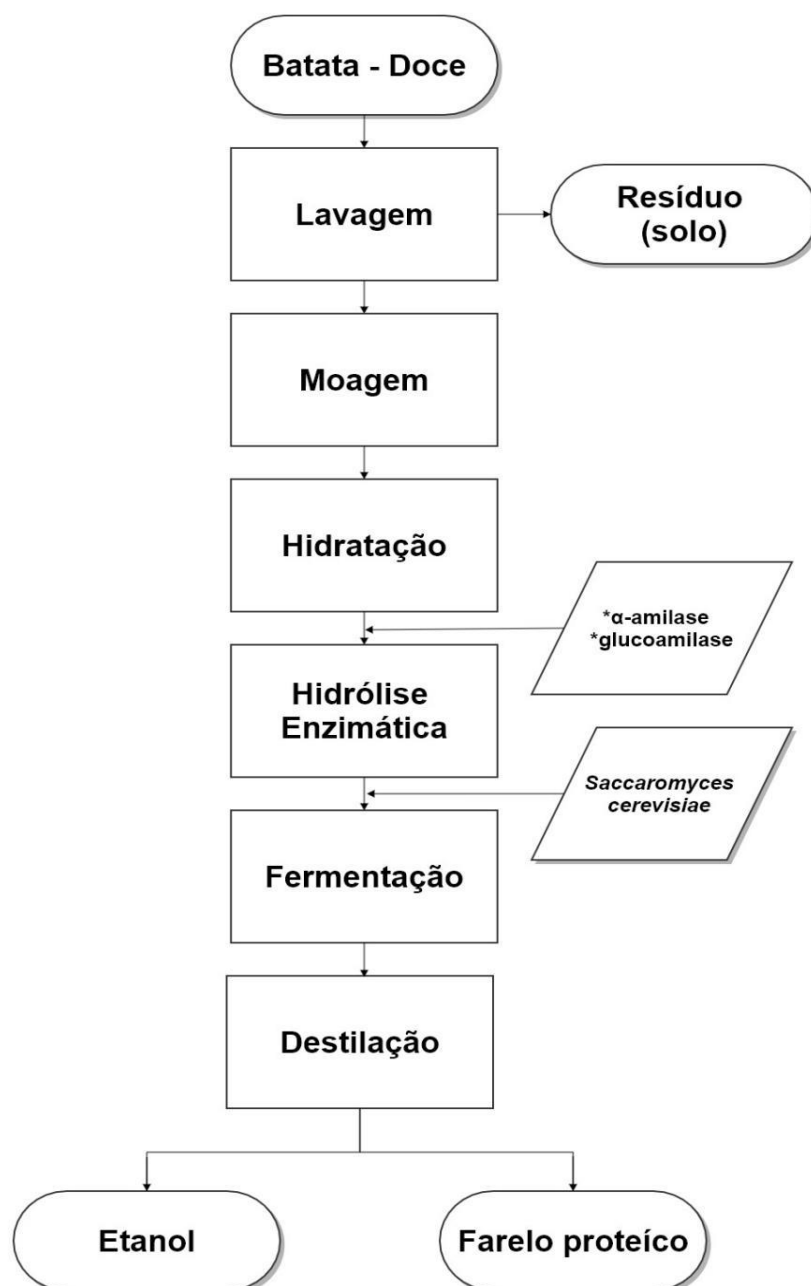 Batata - Doce
Lavagem
Resíduo
(solo)
Moagem
Hidratação
*α-amilase
*glucoamilase
Hidrólise
Enzimática
Saccaromyces
cerevisiae
Fermentação
Destilação
Etanol
Farelo proteíco